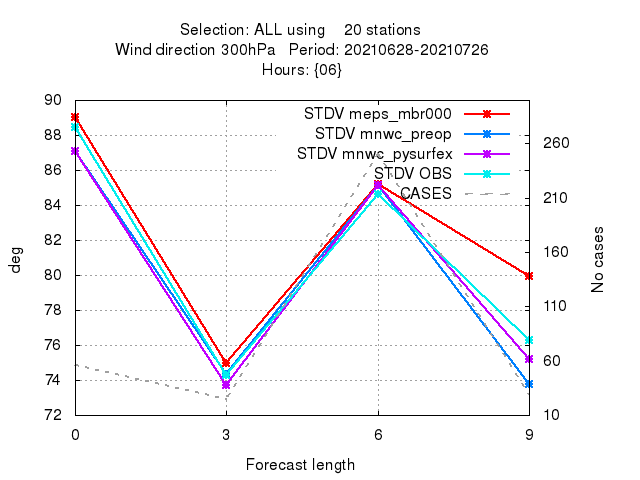 Selection: ALL using 20 stations
Wind direction 300hPa Period: 20210628-20210726
Hours: {06}
90
88
86
84
82
80
78
76
74
72
deg
STDV meps_mbr000
STDV mnwc_preop
STDV mnwc_pysurfex
STDV OBS
CASES
260
210
160
110
60
10
No cases
0 3 6 9
Forecast length